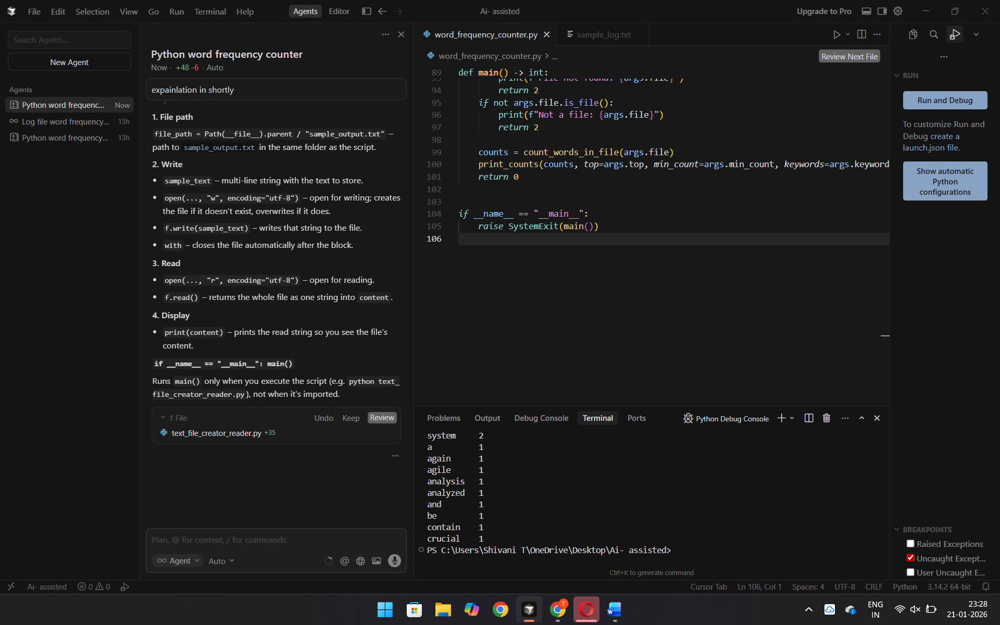 File Edit Selection View Go Run Terminal Help Agents Editor Ai- assisted Upgrade to Pro
Search Agents...
New Agent
Agents
Python word frequenc... Now
Log file word frequency... 13h
Python word frequency... 13h
Python word frequency counter
Now · +48 -6 · Auto
expainlation in shortly
1. File path
file_path = Path(__file__).parent / "sample_output.txt" –
path to sample_output.txt in the same folder as the script.
2. Write
• sample_text – multi-line string with the text to store.
• open(..., "w", encoding="utf-8") – open for writing; creates
the file if it doesn’t exist, overwrites if it does.
• f.write(sample_text) – writes that string to the file.
• with – closes the file automatically after the block.
3. Read
• open(..., "r", encoding="utf-8") – open for reading.
• f.read() – returns the whole file as one string into content.
4. Display
• print(content) – prints the read string so you see the file’s
content.
if __name__ == "__main__": main()
Runs main() only when you execute the script (e.g. python text_
file_creator_reader.py), not when it’s imported.
1 File Undo Keep Review
text_file_creator_reader.py +35
Plan, @ for context, / for commands
Agent Auto
word_frequency_counter.py sample_log.txt
word_frequency_counter.py > ... Review Next File
89 def main() -> int:
94 return 2
95 if not args.file.is_file():
96 print(f"Not a file: {args.file}")
97 return 2
98
99 counts = count_words_in_file(args.file)
100 print_counts(counts, top=args.top, min_count=args.min_count, keywords=args.keyword
101 return 0
102
103
104 if __name__ == "__main__":
105 raise SystemExit(main())
106
Problems Output Debug Console Terminal Ports Python Debug Console
system 2
a 1
again 1
agile 1
analysis 1
analyzed 1
and 1
be 1
contain 1
crucial 1
PS C:\Users\Shivani T\OneDrive\Desktop\Ai- assisted>
Ctrl+K to generate command
RUN
Run and Debug
To customize Run and
Debug create a
launch.json file.
Show automatic
Python
configurations
BREAKPOINTS
Raised Exceptions
Uncaught Except...
User Uncaught E...
Ai- assisted 0 0 Cursor Tab Ln 106, Col 1 Spaces: 4 UTF-8 CRLF Python 3.14.2 64-bit
T
W
ENG
IN
23:28
21-01-2026